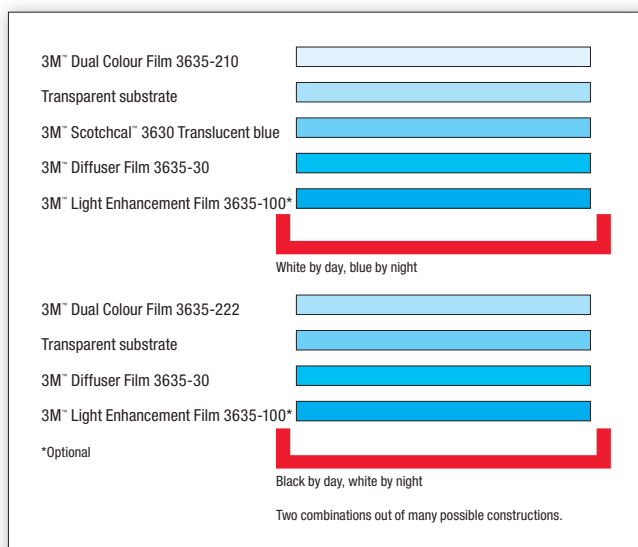 3M™ Dual Colour Film 3635-210
Transparent substrate
3M™ Scotchcal™ 3630 Translucent blue
3M™ Diffuser Film 3635-30
3M™ Light Enhancement Film 3635-100*
White by day, blue by night
3M™ Dual Colour Film 3635-222
Transparent substrate
3M™ Diffuser Film 3635-30
3M™ Light Enhancement Film 3635-100*
*Optional
Black by day, white by night
Two combinations out of many possible constructions.